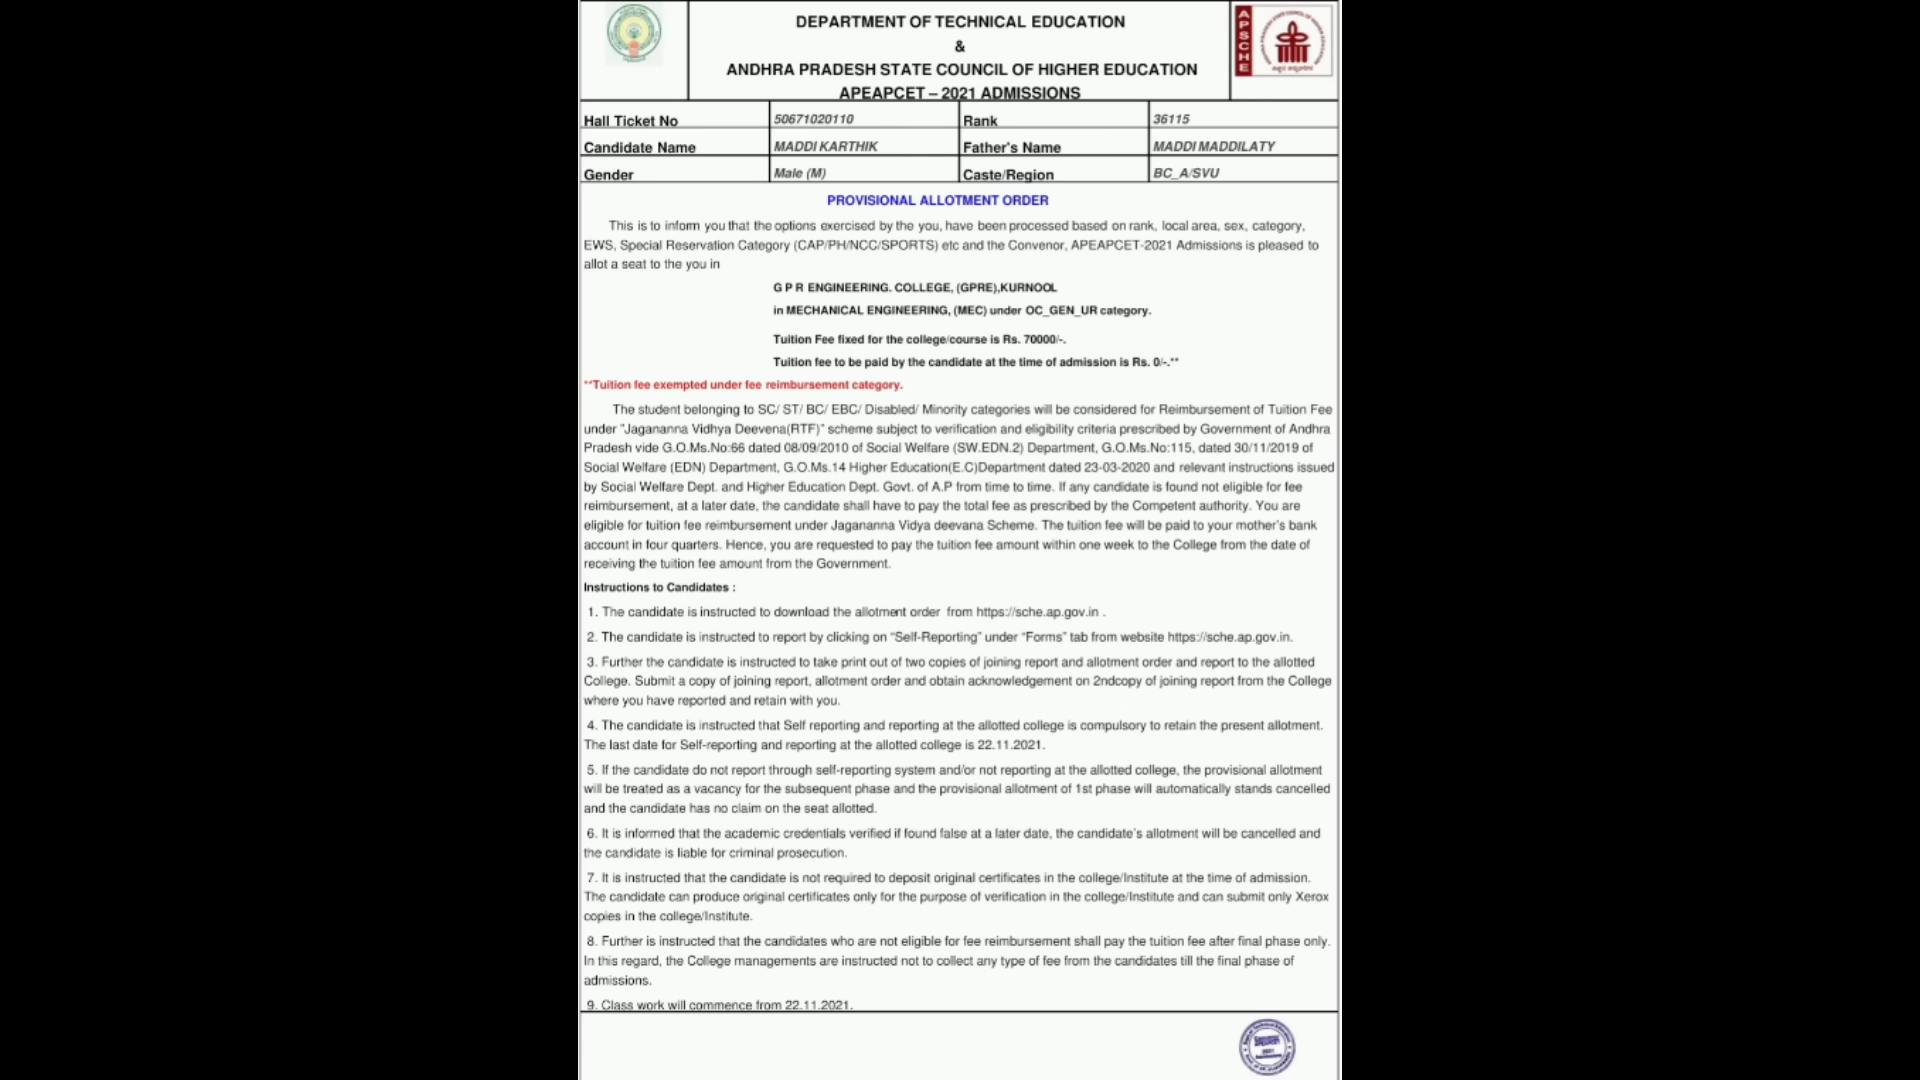 DEPARTMENT OF TECHNICAL EDUCATION
&
ANDHRA PRADESH STATE COUNCIL OF HIGHER EDUCATION
APEAPCET – 2021 ADMISSIONS
APSCHE
Hall Ticket No 50671020110 Rank 36115
Candidate Name MADDI KARTHIK Father's Name MADDI MADDILATY
Gender Male (M) Caste/Region BC_A/SVU
PROVISIONAL ALLOTMENT ORDER
This is to inform you that the options exercised by the you, have been processed based on rank, local area, sex, category,
EWS, Special Reservation Category (CAP/PH/NCC/SPORTS) etc and the Convenor, APEAPCET-2021 Admissions is pleased to
allot a seat to the you in
G P R ENGINEERING. COLLEGE, (GPRE),KURNOOL
in MECHANICAL ENGINEERING, (MEC) under OC_GEN_UR category.
Tuition Fee fixed for the college/course is Rs. 70000/-.
Tuition fee to be paid by the candidate at the time of admission is Rs. 0/-.**
**Tuition fee exempted under fee reimbursement category.
The student belonging to SC/ ST/ BC/ EBC/ Disabled/ Minority categories will be considered for Reimbursement of Tuition Fee
under "Jagananna Vidhya Deevena(RTF)" scheme subject to verification and eligibility criteria prescribed by Government of Andhra
Pradesh vide G.O.Ms.No:66 dated 08/09/2010 of Social Welfare (SW.EDN.2) Department, G.O.Ms.No:115, dated 30/11/2019 of
Social Welfare (EDN) Department, G.O.Ms.14 Higher Education(E.C)Department dated 23-03-2020 and relevant instructions issued
by Social Welfare Dept. and Higher Education Dept. Govt. of A.P from time to time. If any candidate is found not eligible for fee
reimbursement, at a later date, the candidate shall have to pay the total fee as prescribed by the Competent authority. You are
eligible for tuition fee reimbursement under Jagananna Vidya deevana Scheme. The tuition fee will be paid to your mother's bank
account in four quarters. Hence, you are requested to pay the tuition fee amount within one week to the College from the date of
receiving the tuition fee amount from the Government.
Instructions to Candidates :
1. The candidate is instructed to download the allotment order from https://sche.ap.gov.in .
2. The candidate is instructed to report by clicking on “Self-Reporting” under “Forms” tab from website https://sche.ap.gov.in.
3. Further the candidate is instructed to take print out of two copies of joining report and allotment order and report to the allotted
College. Submit a copy of joining report, allotment order and obtain acknowledgement on 2ndcopy of joining report from the College
where you have reported and retain with you.
4. The candidate is instructed that Self reporting and reporting at the allotted college is compulsory to retain the present allotment.
The last date for Self-reporting and reporting at the allotted college is 22.11.2021.
5. If the candidate do not report through self-reporting system and/or not reporting at the allotted college, the provisional allotment
will be treated as a vacancy for the subsequent phase and the provisional allotment of 1st phase will automatically stands cancelled
and the candidate has no claim on the seat allotted.
6. It is informed that the academic credentials verified if found false at a later date, the candidate's allotment will be cancelled and
the candidate is liable for criminal prosecution.
7. It is instructed that the candidate is not required to deposit original certificates in the college/Institute at the time of admission.
The candidate can produce original certificates only for the purpose of verification in the college/Institute and can submit only Xerox
copies in the college/Institute.
8. Further is instructed that the candidates who are not eligible for fee reimbursement shall pay the tuition fee after final phase only.
In this regard, the College managements are instructed not to collect any type of fee from the candidates till the final phase of
admissions.
9. Class work will commence from 22.11.2021.